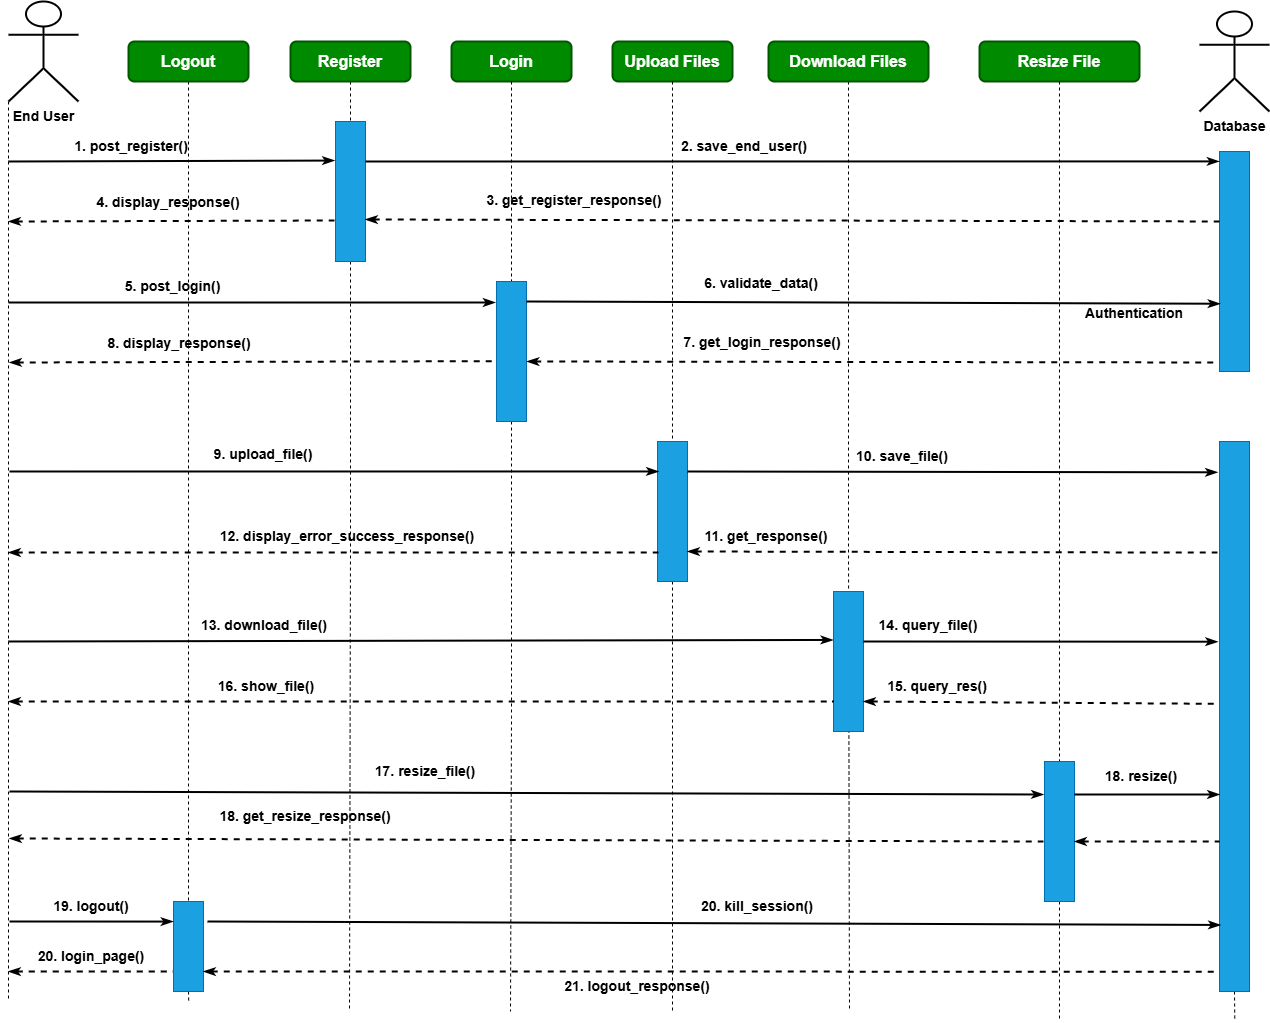 Logout
Register
Login
Upload Files
Download Files
Resize File
End User
Database
1. post_register()
2. save_end_user()
4. display_response()
3. get_register_response()
5. post_login()
6. validate_data()
Authentication
8. display_response()
7. get_login_response()
9. upload_file()
10. save_file()
12. display_error_success_response()
11. get_response()
13. download_file()
14. query_file()
16. show_file()
15. query_res()
17. resize_file()
18. resize()
18. get_resize_response()
19. logout()
20. kill_session()
20. login_page()
21. logout_response()